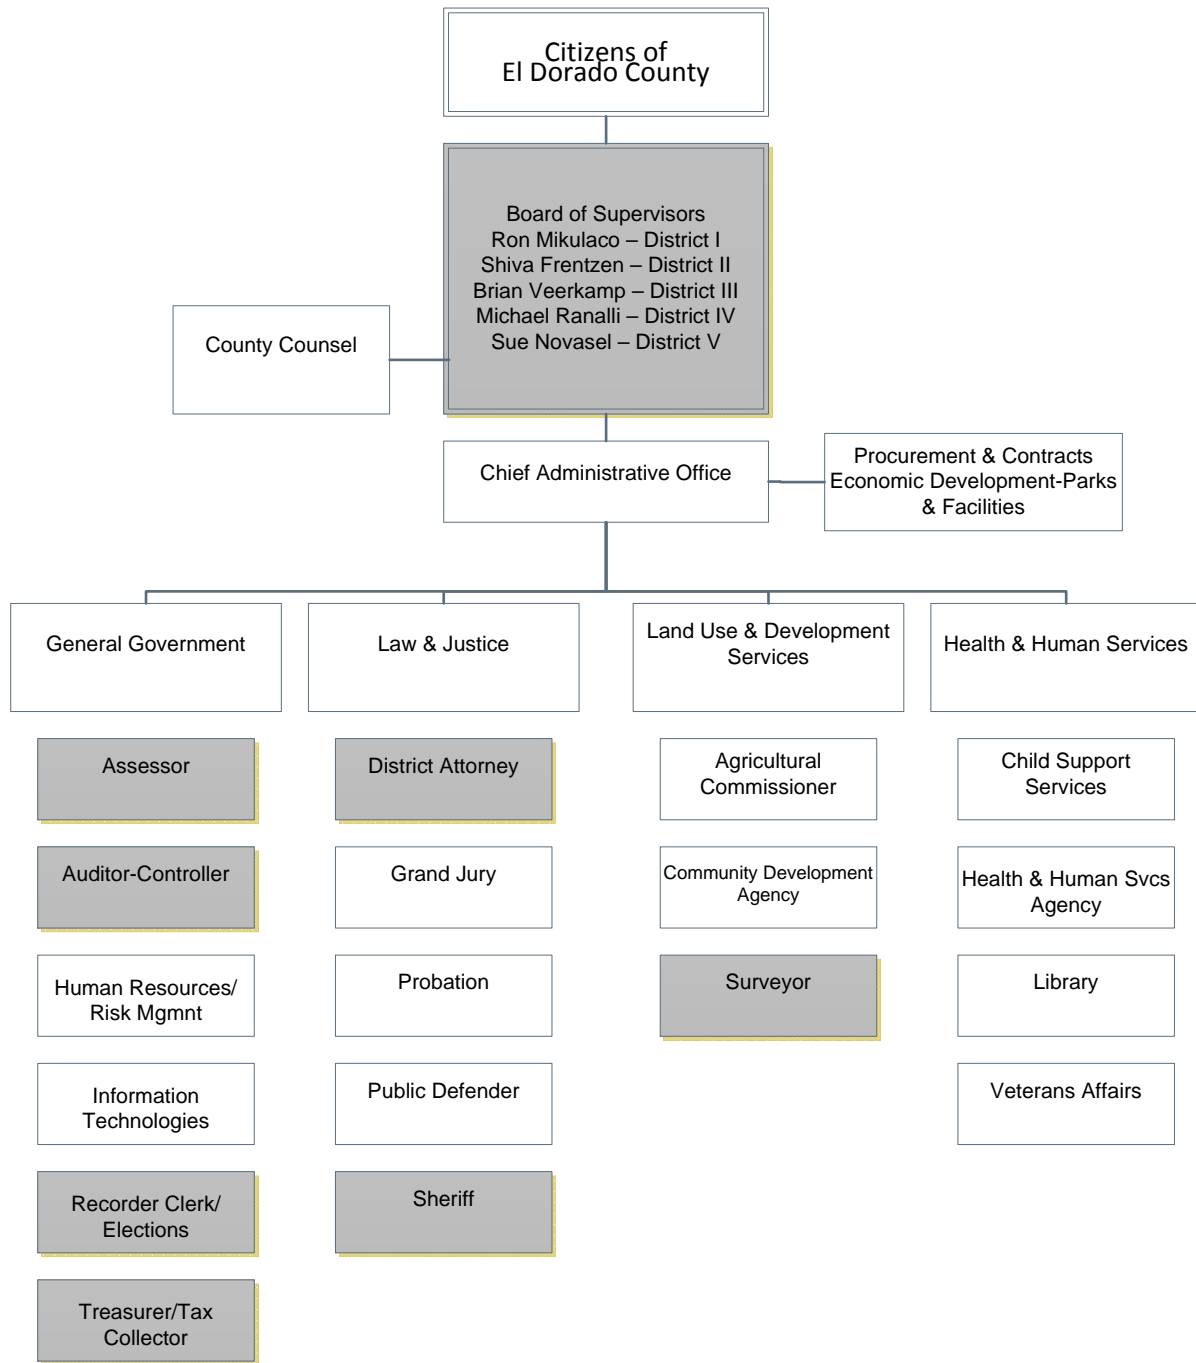 Citizens of
El Dorado County
Board of Supervisors
Ron Mikulaco – District I
Shiva Frentzen – District II
Brian Veerkamp – District III
Michael Ranalli – District IV
Sue Novasel – District V
County Counsel
Chief Administrative Office
Procurement & Contracts
Economic Development-Parks
& Facilities
General Government
Law & Justice
Land Use & Development
Services
Health & Human Services
Assessor
Auditor-Controller
Human Resources/
Risk Mgmnt
Information
Technologies
Recorder Clerk/
Elections
Treasurer/Tax
Collector
District Attorney
Grand Jury
Probation
Public Defender
Sheriff
Agricultural
Commissioner
Community Development
Agency
Surveyor
Child Support
Services
Health & Human Svcs
Agency
Library
Veterans Affairs